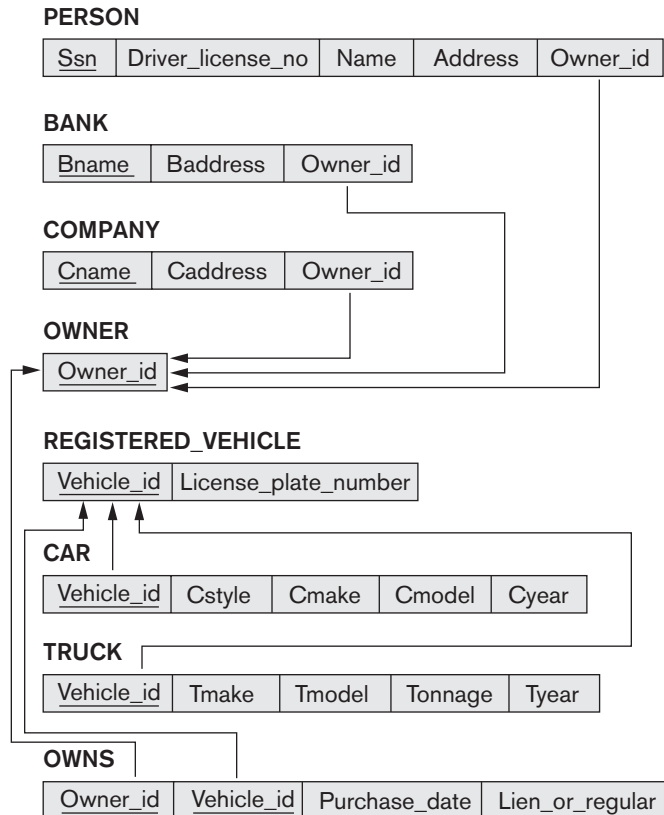 PERSON
Ssn Driver_license_no Name Address Owner_id
BANK
Bname Baddress Owner_id
COMPANY
Cname Caddress Owner_id
OWNER
Owner_id
REGISTERED_VEHICLE
Vehicle_id License_plate_number
CAR
Vehicle_id Cstyle Cmake Cmodel Cyear
TRUCK
Vehicle_id Tmake Tmodel Tonnage Tyear
OWNS
Owner_id Vehicle_id Purchase_date Lien_or_regular